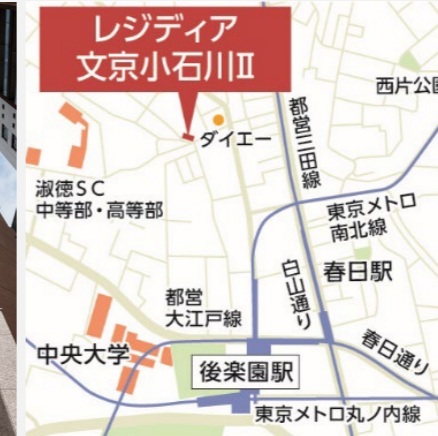 レジディア
文京小石川Ⅱ
西片公園
ダイエー
都営三田線
淑徳SC
中等部・高等部
東京メトロ
南北線
白山通り
春日駅
都営
大江戸線
中央大学
春日通り
後楽園駅
東京メトロ丸ノ内線